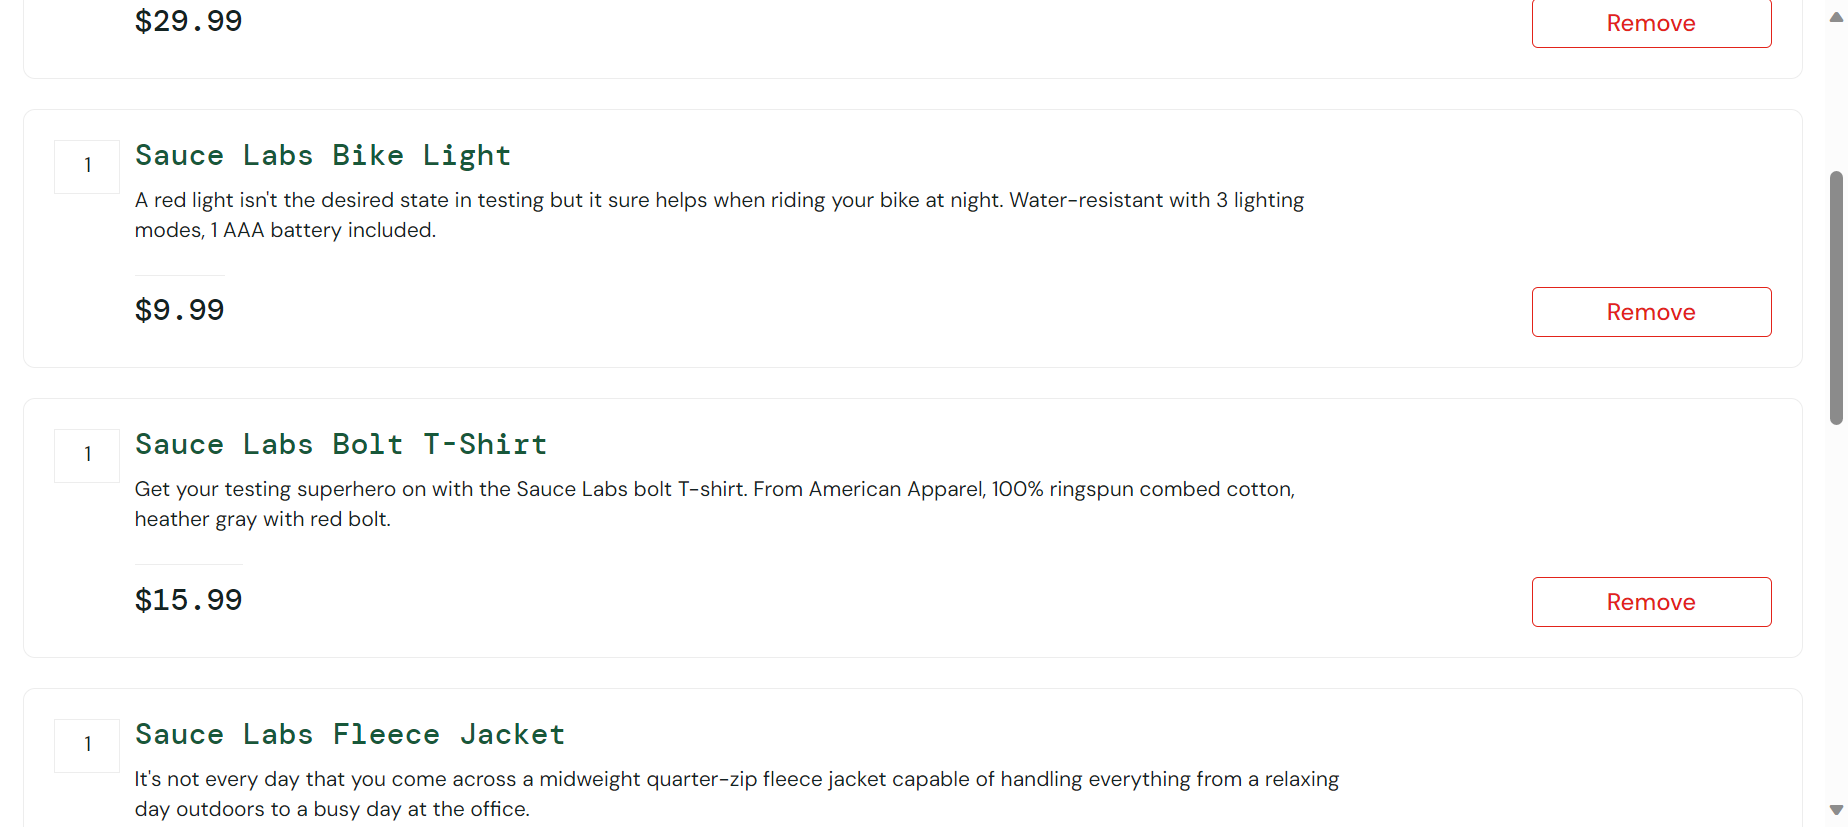 $29.99
Remove
1
Sauce Labs Bike Light
A red light isn't the desired state in testing but it sure helps when riding your bike at night. Water-resistant with 3 lighting
modes, 1 AAA battery included.
$9.99
Remove
1
Sauce Labs Bolt T-Shirt
Get your testing superhero on with the Sauce Labs bolt T-shirt. From American Apparel, 100% ringspun combed cotton,
heather gray with red bolt.
$15.99
Remove
1
Sauce Labs Fleece Jacket
It's not every day that you come across a midweight quarter-zip fleece jacket capable of handling everything from a relaxing
day outdoors to a busy day at the office.